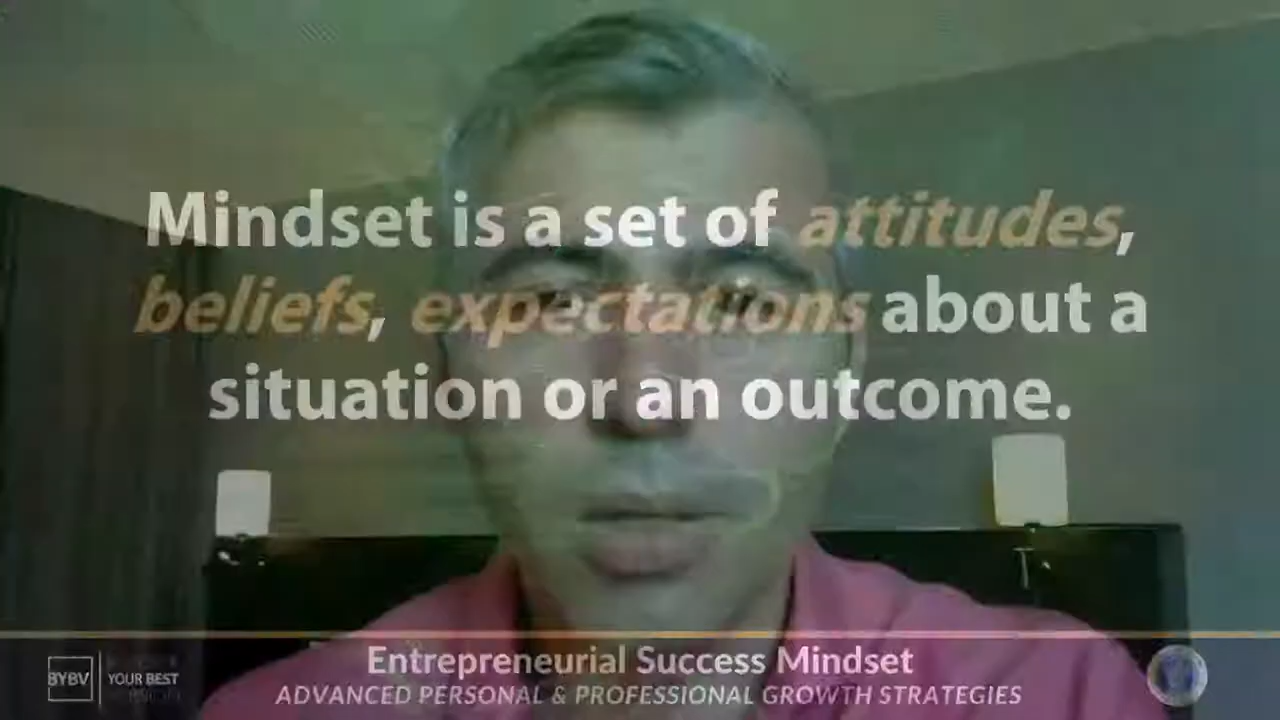 Mindset is a set of attitudes,
beliefs, expectations about a
situation or an outcome.
Entrepreneurial Success Mindset
ADVANCED PERSONAL & PROFESSIONAL GROWTH STRATEGIES
BYBV
YOUR BEST